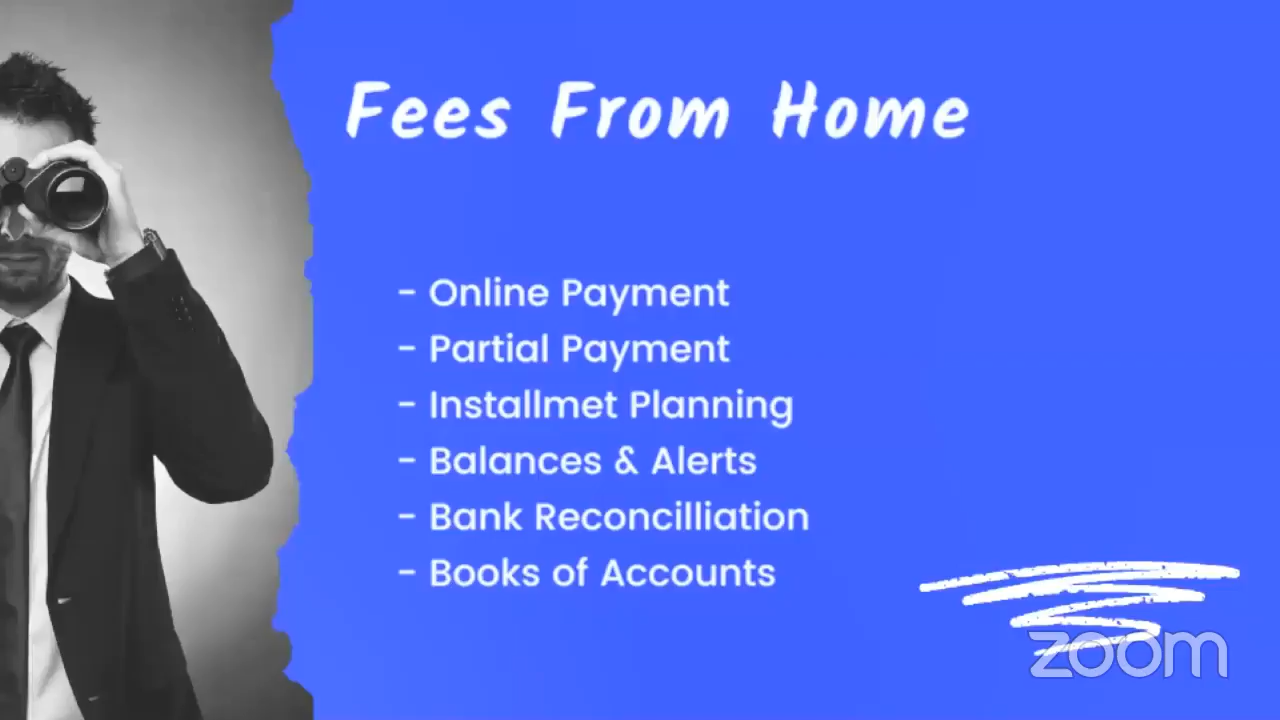 Fees From Home
- Online Payment
- Partial Payment
- Installmet Planning
- Balances & Alerts
- Bank Reconcilliation
- Books of Accounts
zoom